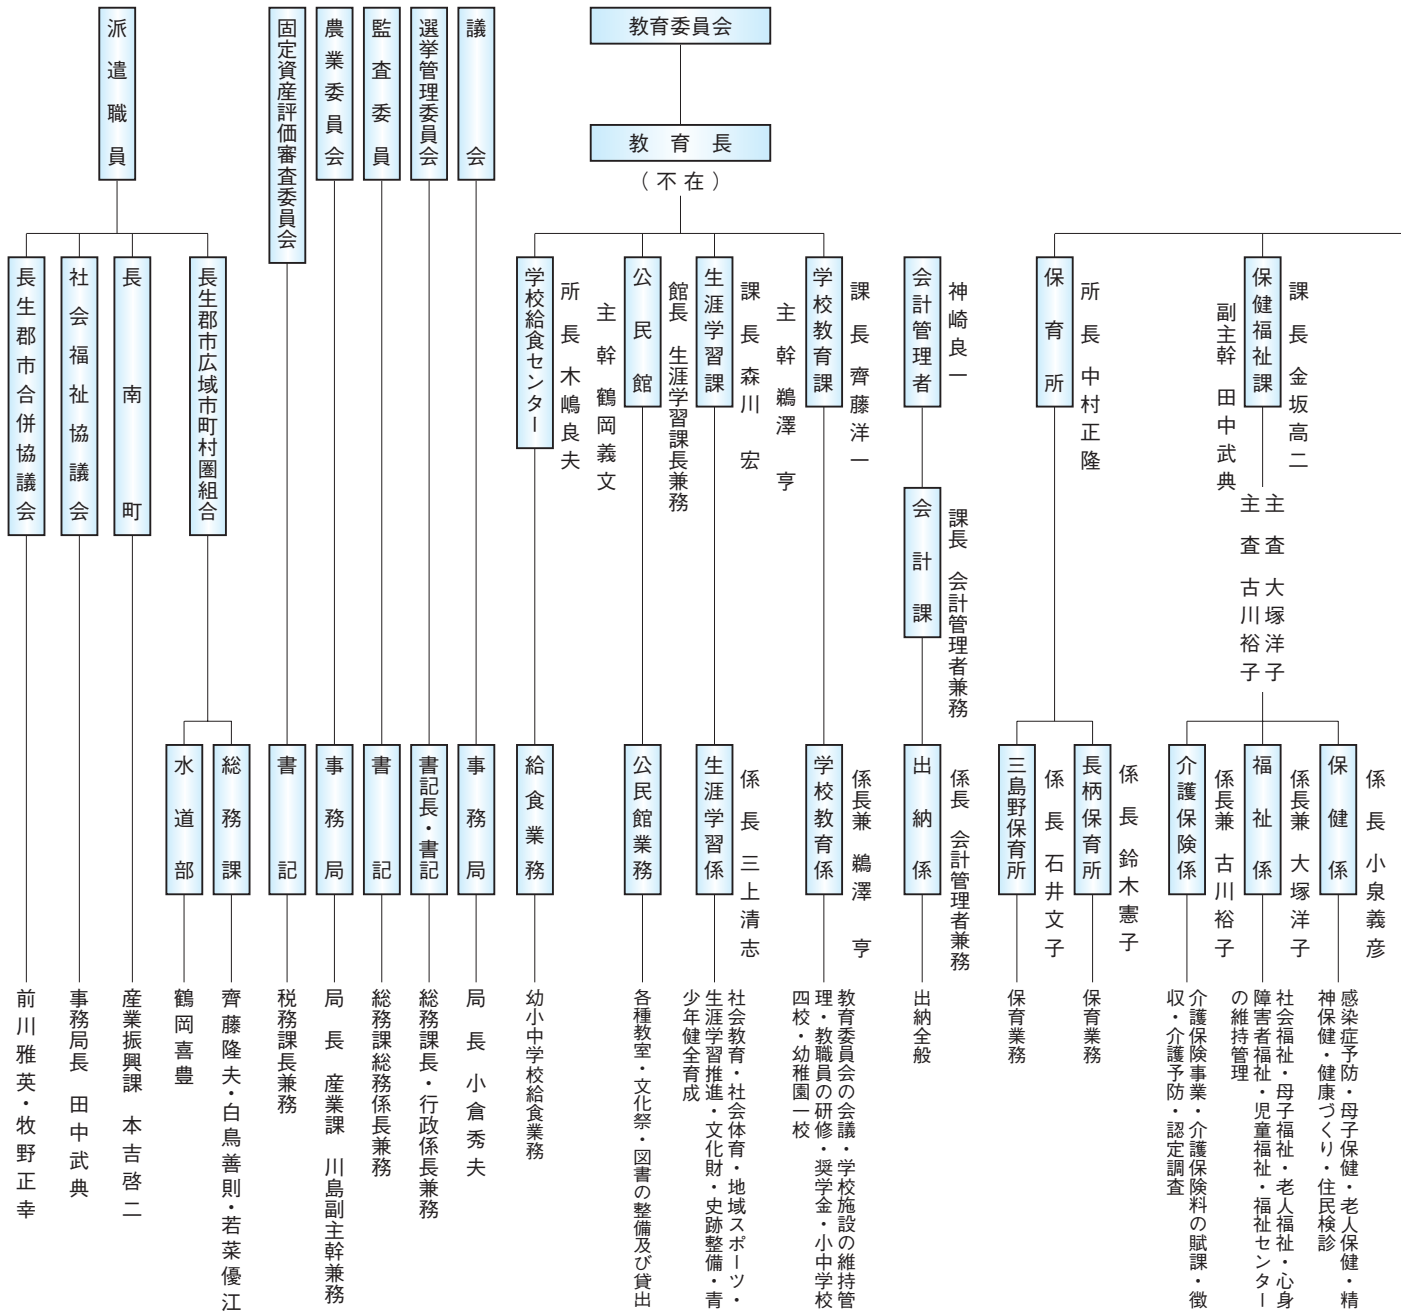 課長 金坂高二
保健福祉課
副主幹 田中武典
主査 大塚洋子
主査 古川裕子
係長 小泉義彦
保健係
感染症予防・母子保健・老人保健・精
神保健・健康づくり・住民検診
係長兼 大塚洋子
福祉係
社会福祉・母子福祉・老人福祉・心身
障害者福祉・児童福祉・福祉センター
の維持管理
係長兼 古川裕子
介護保険係
介護保険事業・介護保険料の賦課・徴
収・介護予防・認定調査
所長 中村正隆
保育所
係長 鈴木憲子
長柄保育所
保育業務
係長 石井文子
三島野保育所
保育業務
神崎良一
会計管理者
課長 会計管理者兼務
会計課
係長 会計管理者兼務
出納係
出納全般
教育委員会
教育長
（不在）
課長 齊藤洋一
学校教育課
主幹 鵜澤 亨
係長兼 鵜澤 亨
学校教育係
教育委員会の会議・学校施設の維持管
理・教職員の研修・奨学金・小中学校
四校・幼稚園一校
課長 森川 宏
生涯学習課
係長 三上清志
生涯学習係
社会教育・社会体育・地域スポーツ・
生涯学習推進・文化財・史跡整備・青
少年健全育成
館長 生涯学習課長兼務
公民館
主幹 鶴岡義文
公民館業務
各種教室・文化祭・図書の整備及び貸出
所長 木嶋良夫
学校給食センター
給食業務
幼小中学校給食業務
議会
事務局
局長 小倉秀夫
選挙管理委員会
書記長・書記
総務課長・行政係長兼務
監査委員
書記
総務課総務係長兼務
農業委員会
事務局
局長 産業課 川島副主幹兼務
固定資産評価審査委員会
書記
税務課長兼務
派遣職員
長生郡市広域市町村圏組合
総務課
齊藤隆夫・白鳥善則・若菜優江
水道部
鶴岡喜豊
長南町
産業振興課 本吉啓二
社会福祉協議会
事務局長 田中武典
長生郡市合併協議会
前川雅英・牧野正幸